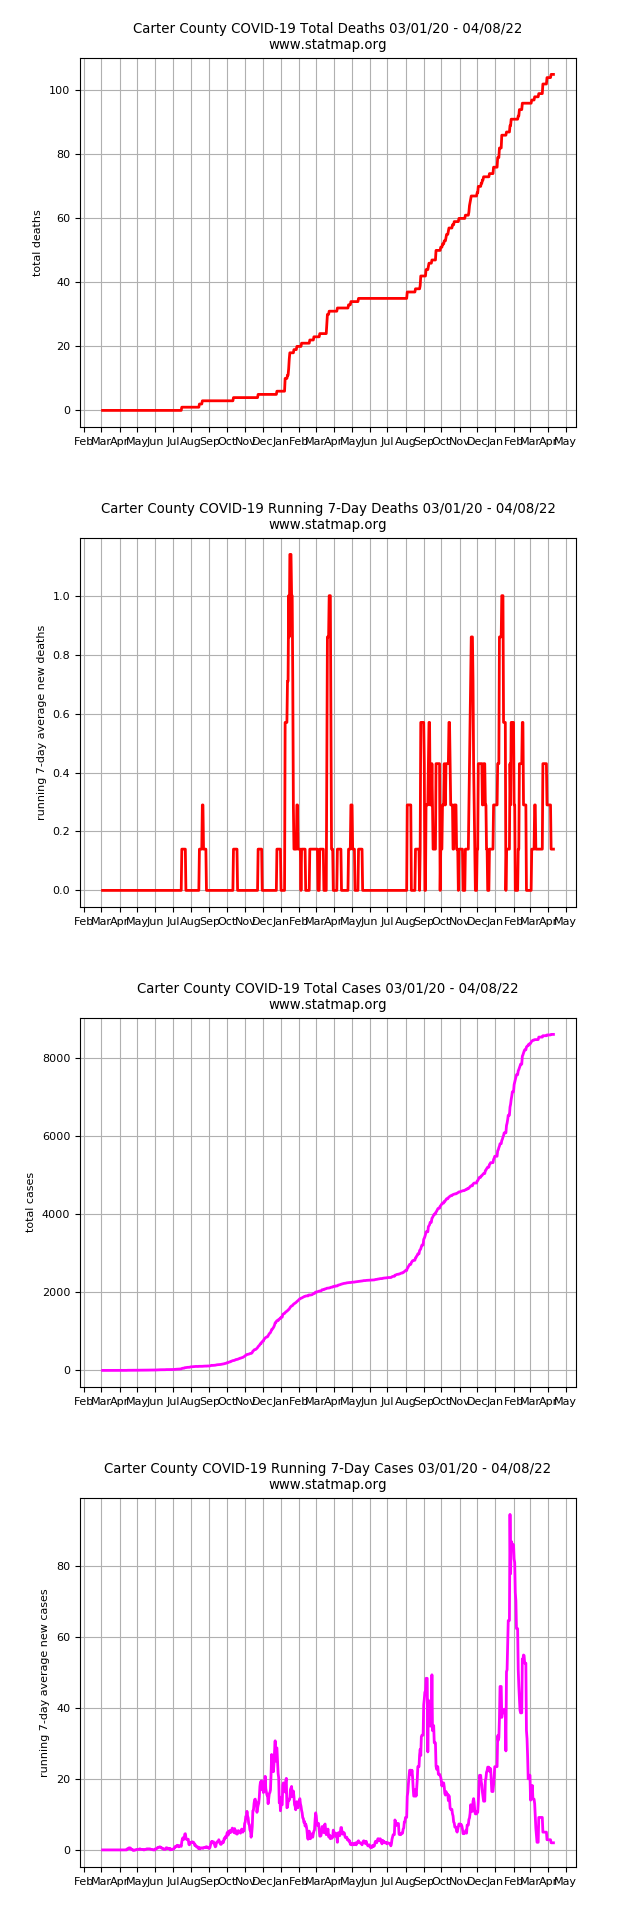 Carter County COVID-19 Total Deaths 03/01/20 - 04/08/22
www.statmap.org
100
80
60
40
20
0
total deaths
Feb Mar Apr May Jun Jul Aug Sep Oct Nov Dec Jan Feb Mar Apr May Jun Jul Aug Sep Oct Nov Dec Jan Feb Mar Apr May
Carter County COVID-19 Running 7-Day Deaths 03/01/20 - 04/08/22
www.statmap.org
1.0
0.8
0.6
0.4
0.2
0.0
running 7-day average new deaths
Feb Mar Apr May Jun Jul Aug Sep Oct Nov Dec Jan Feb Mar Apr May Jun Jul Aug Sep Oct Nov Dec Jan Feb Mar Apr May
Carter County COVID-19 Total Cases 03/01/20 - 04/08/22
www.statmap.org
8000
6000
4000
2000
0
total cases
Feb Mar Apr May Jun Jul Aug Sep Oct Nov Dec Jan Feb Mar Apr May Jun Jul Aug Sep Oct Nov Dec Jan Feb Mar Apr May
Carter County COVID-19 Running 7-Day Cases 03/01/20 - 04/08/22
www.statmap.org
80
60
40
20
0
running 7-day average new cases
Feb Mar Apr May Jun Jul Aug Sep Oct Nov Dec Jan Feb Mar Apr May Jun Jul Aug Sep Oct Nov Dec Jan Feb Mar Apr May